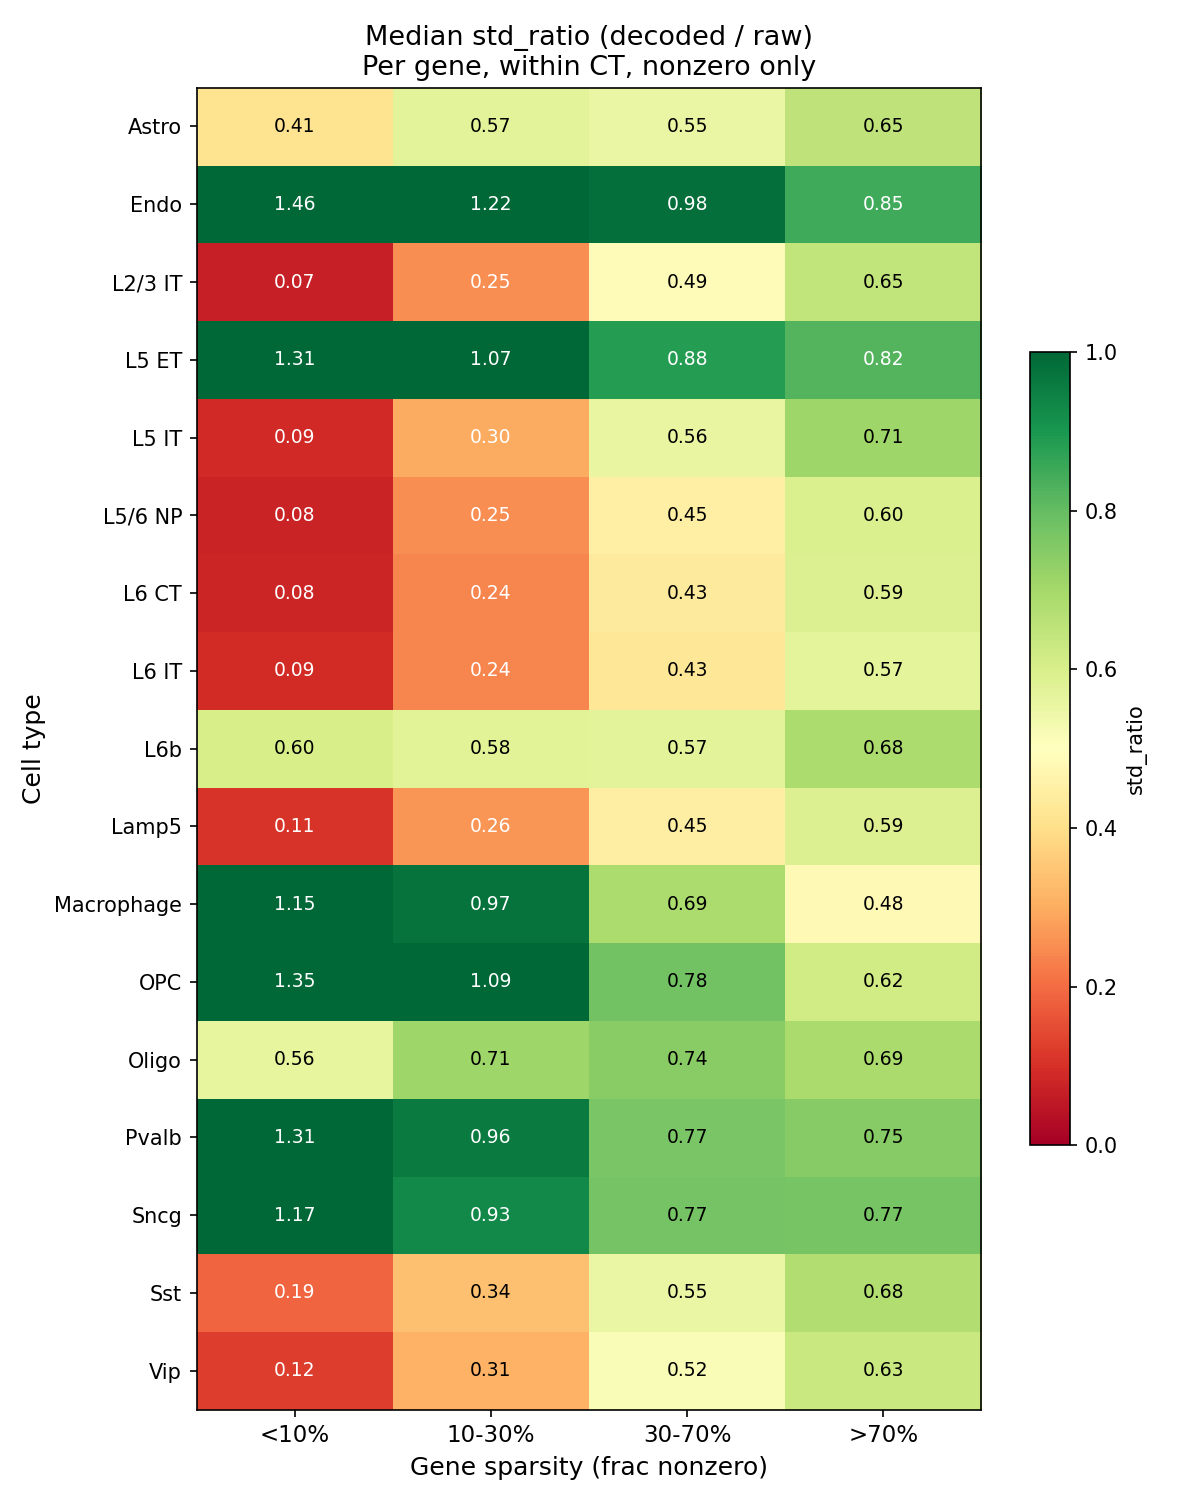 Median std_ratio (decoded / raw)
Per gene, within CT, nonzero only
Cell type
Astro 0.41 0.57 0.55 0.65
Endo 1.46 1.22 0.98 0.85
L2/3 IT 0.07 0.25 0.49 0.65
L5 ET 1.31 1.07 0.88 0.82
L5 IT 0.09 0.30 0.56 0.71
L5/6 NP 0.08 0.25 0.45 0.60
L6 CT 0.08 0.24 0.43 0.59
L6 IT 0.09 0.24 0.43 0.57
L6b 0.60 0.58 0.57 0.68
Lamp5 0.11 0.26 0.45 0.59
Macrophage 1.15 0.97 0.69 0.48
OPC 1.35 1.09 0.78 0.62
Oligo 0.56 0.71 0.74 0.69
Pvalb 1.31 0.96 0.77 0.75
Sncg 1.17 0.93 0.77 0.77
Sst 0.19 0.34 0.55 0.68
Vip 0.12 0.31 0.52 0.63
<10% 10-30% 30-70% >70%
Gene sparsity (frac nonzero)
1.0
0.8
0.6
0.4
0.2
0.0
std_ratio